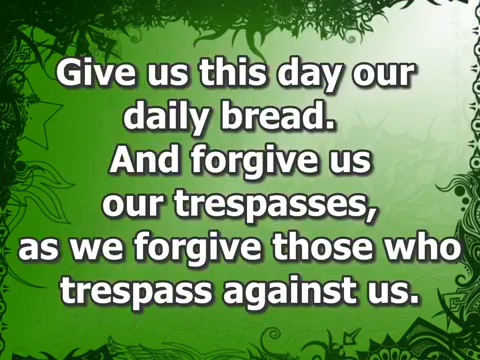 Give us this day our
daily bread.
And forgive us
our trespasses,
as we forgive those who
trespass against us.